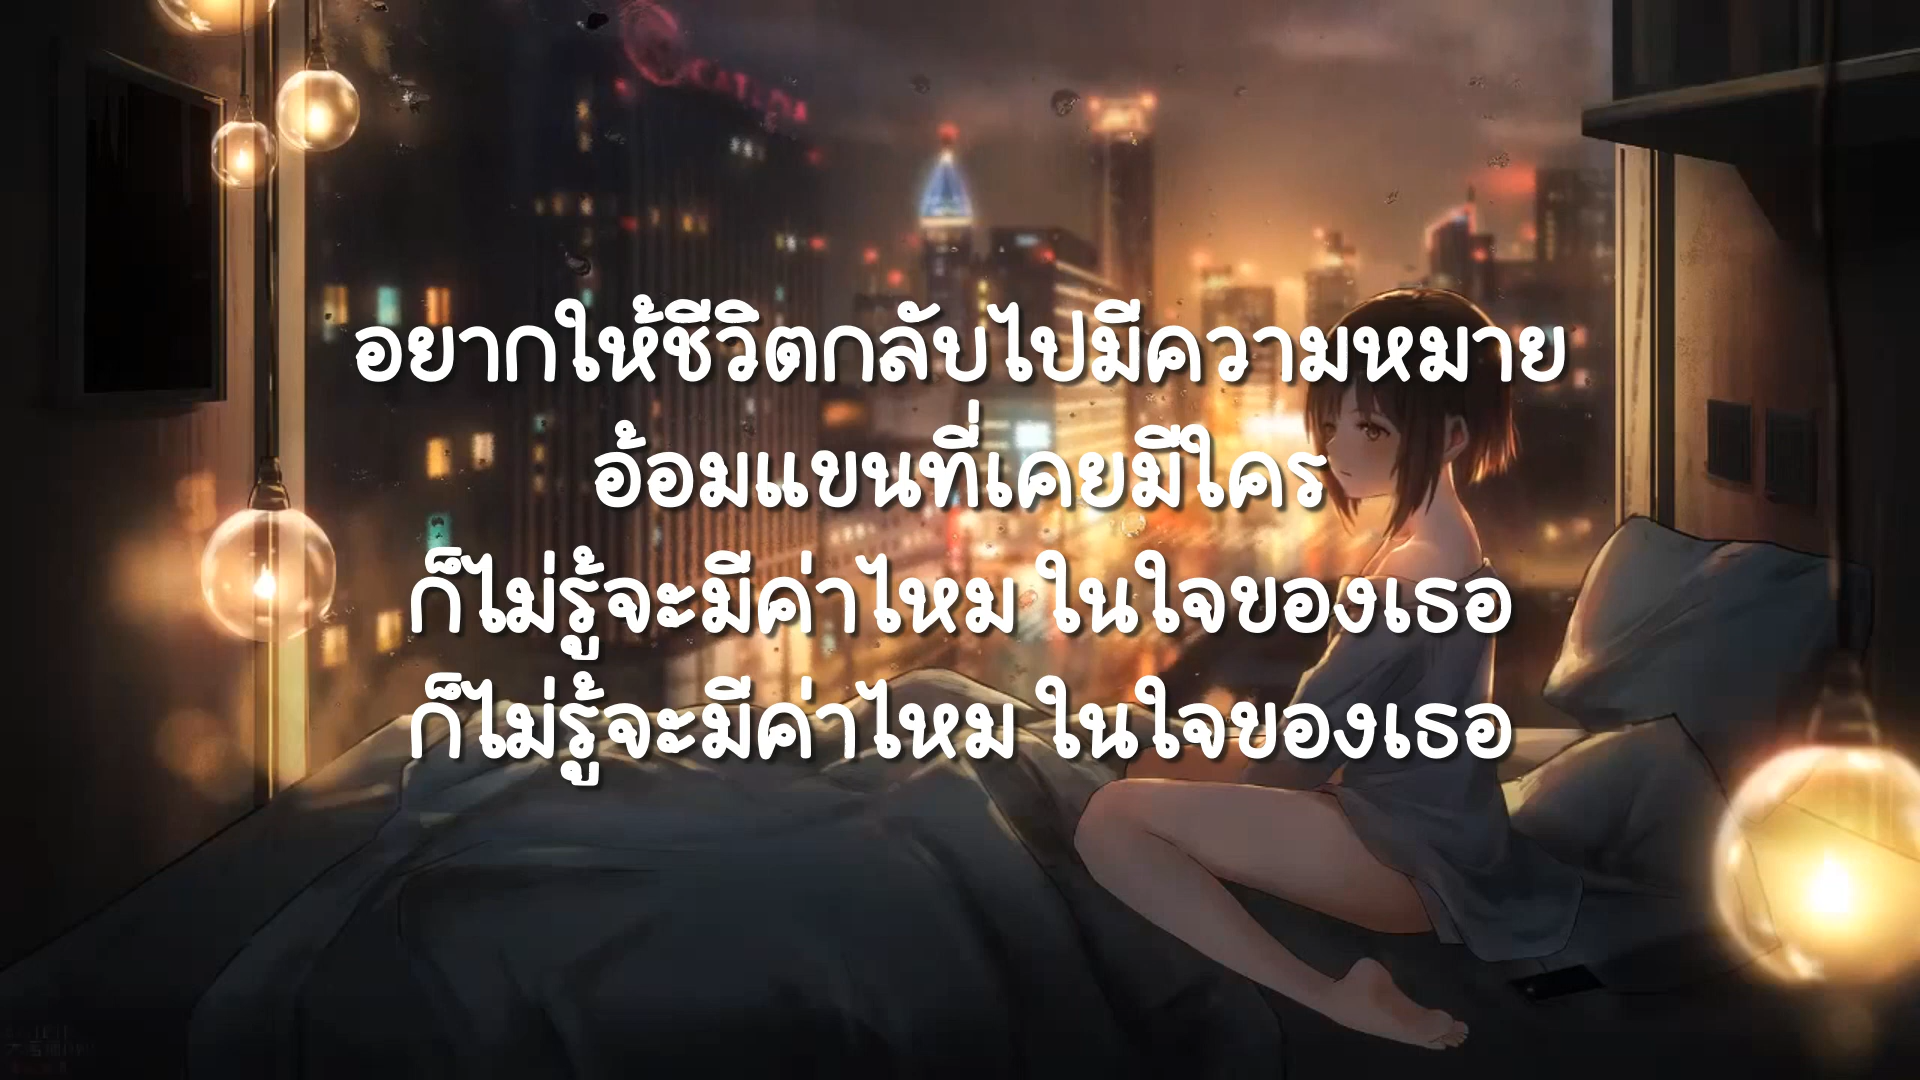 อยากให้ชีวิตกลับไปมีความหมาย
อ้อมแขนที่เคยมีใคร
ก็ไม่รู้จะมีค่าไหม ในใจของเธอ
ก็ไม่รู้จะมีค่าไหม ในใจของเธอ